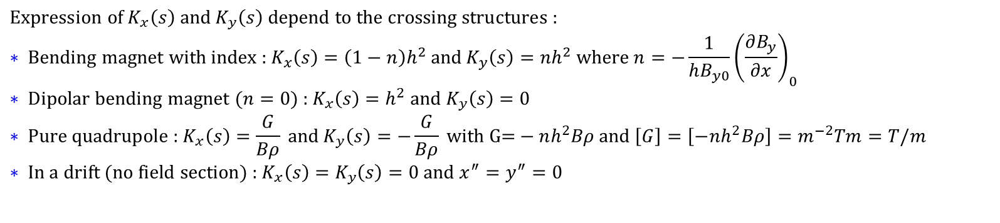 Expression of $K_x(s)$ and $K_y(s)$ depend to the crossing structures :
* Bending magnet with index : $K_x(s) = (1 - n)h^2$ and $K_y(s) = nh^2$ where $n = -\frac{1}{hB_{y0}}\left(\frac{\partial B_y}{\partial x}\right)_0$
* Dipolar bending magnet $(n = 0)$ : $K_x(s) = h^2$ and $K_y(s) = 0$
* Pure quadrupole : $K_x(s) = \frac{G}{B\rho}$ and $K_y(s) = -\frac{G}{B\rho}$ with G= $- nh^2B\rho$ and $[G] = [-nh^2B\rho] = m^{-2}Tm = T/m$
* In a drift (no field section) : $K_x(s) = K_y(s) = 0$ and $x'' = y'' = 0$